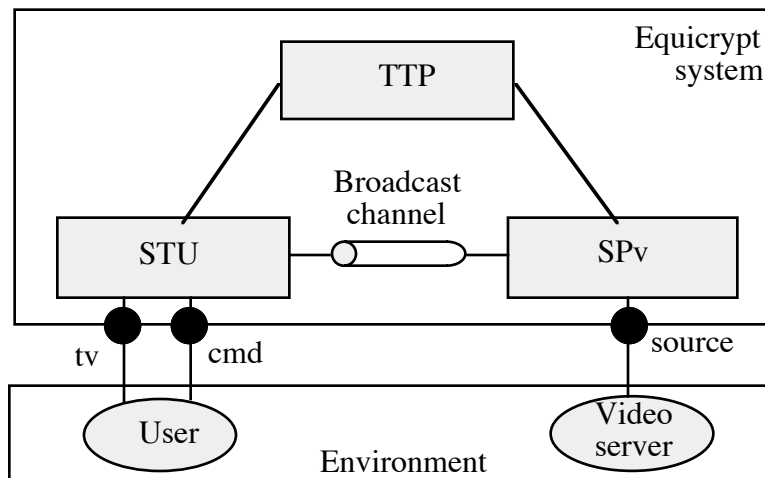 Equicrypt
system
TTP
Broadcast
channel
STU
SPv
tv
cmd
source
User
Video
server
Environment